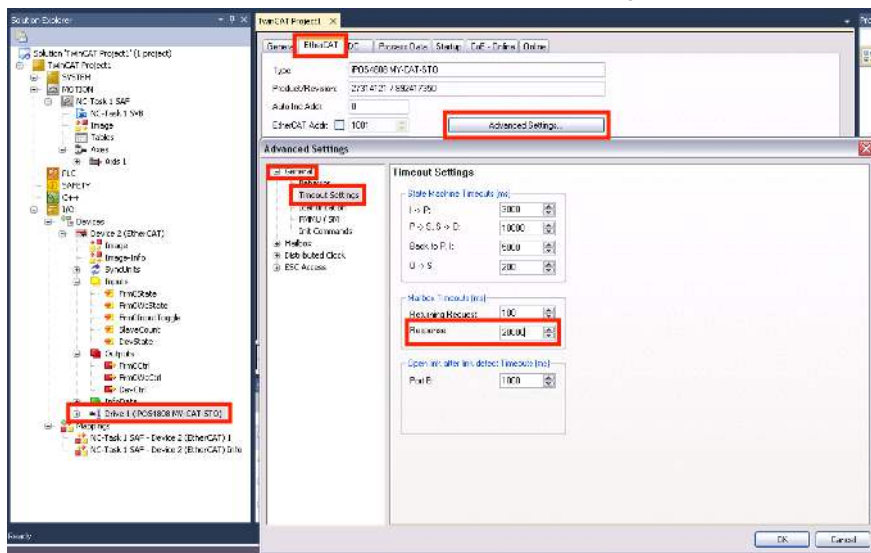 Solution Explorer
Solution 'TwinCAT Project1' (1 project)
TwinCAT Project1
SYSTEM
MOTION
NC-Task 1 SAF
NC-Task 1 SVB
Image
Tables
Axes
Axis 1
PLC
SAFETY
C++
I/O
Devices
Device 2 (EtherCAT)
Image
Image-Info
SyncUnits
Inputs
Frm0State
Frm0WcState
Frm0InputToggle
SlaveCount
DevState
Outputs
Frm0Ctrl
Frm0WcCtrl
DevCtrl
InfoData
Drive 1 (iPOS4808 MY-CAT-STO)
Mappings
NC-Task 1 SAF - Device 2 (EtherCAT) 1
NC-Task 1 SAF - Device 2 (EtherCAT) Info
Ready
TwinCAT Project1
General EtherCAT DC Process Data Startup CoE - Online Online
Type: iPOS4808 MY-CAT-STO
Product/Revision:
Auto Inc Addr: 0
EtherCAT Addr: 1001 Advanced Settings...
Advanced Settings
General
Behavior
Timeout Settings
FMMU / SM
Init Commands
Mailbox
Distributed Clock
ESC Access
Timeout Settings
State Machine Timeouts (ms)
I -> P: 3000
P -> S, S -> O: 10000
Back to P, I: 5000
O -> S: 200
Mailbox Timeouts (ms)
Returning Request: 100
Response: 20000
Open link after link detect Timeouts (ms)
Port B: 1000
OK Cancel